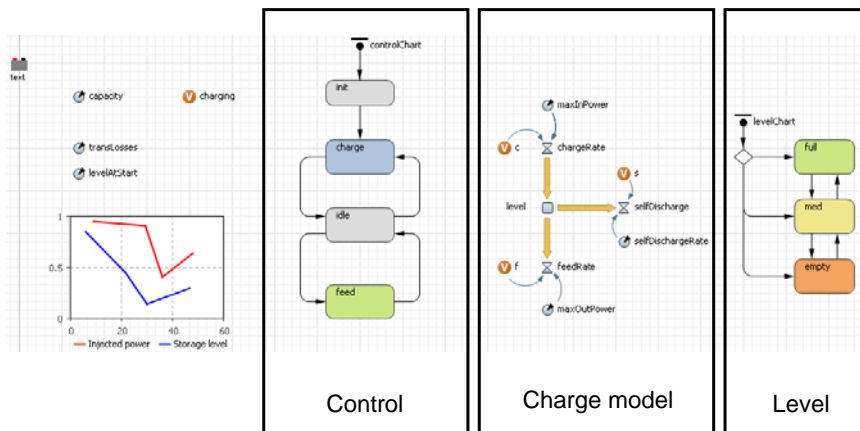 text
capacity
V charging
transLosses
levelAtStart
1
0.5
0
0 20 40 60
Injected power Storage level
controlChart
init
charge
idle
feed
Control
maxInPower
V c
chargeRate
V s
level
selfDischarge
selfDischargeRate
V f
feedRate
maxOutPower
Charge model
levelChart
full
med
empty
Level